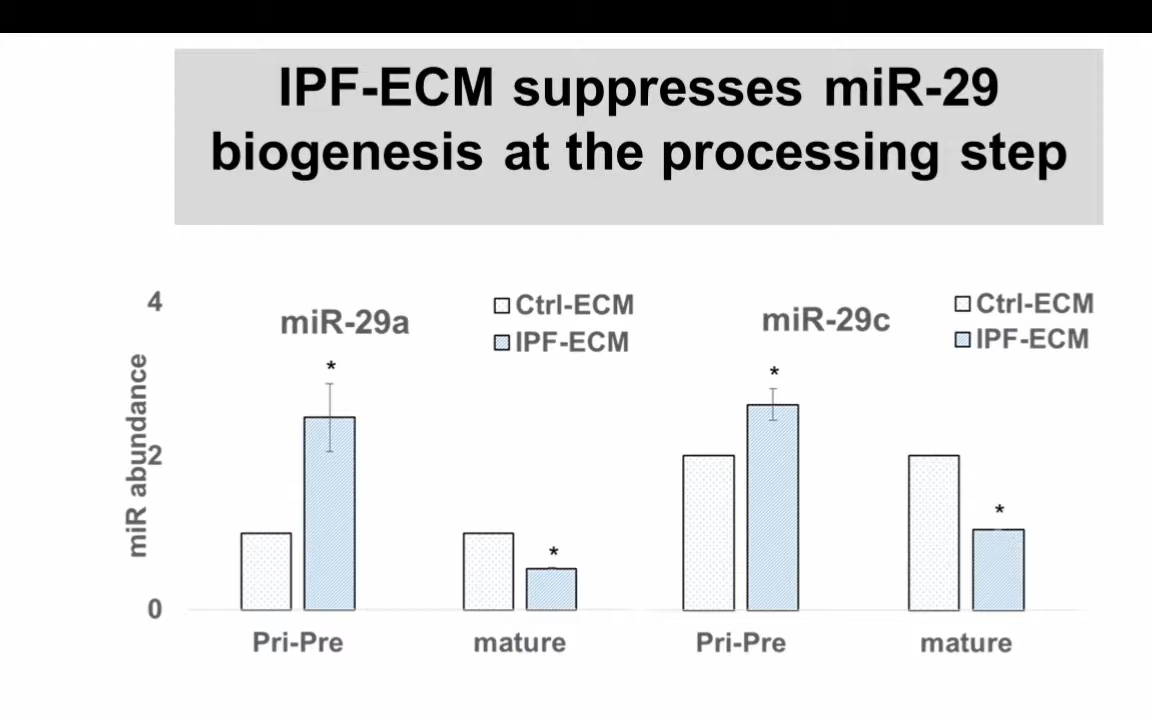 IPF-ECM suppresses miR-29
biogenesis at the processing step
4
miR-29a
Ctrl-ECM
IPF-ECM
miR-29c
Ctrl-ECM
IPF-ECM
*
*
miR abundance
2
*
*
0
Pri-Pre
mature
Pri-Pre
mature